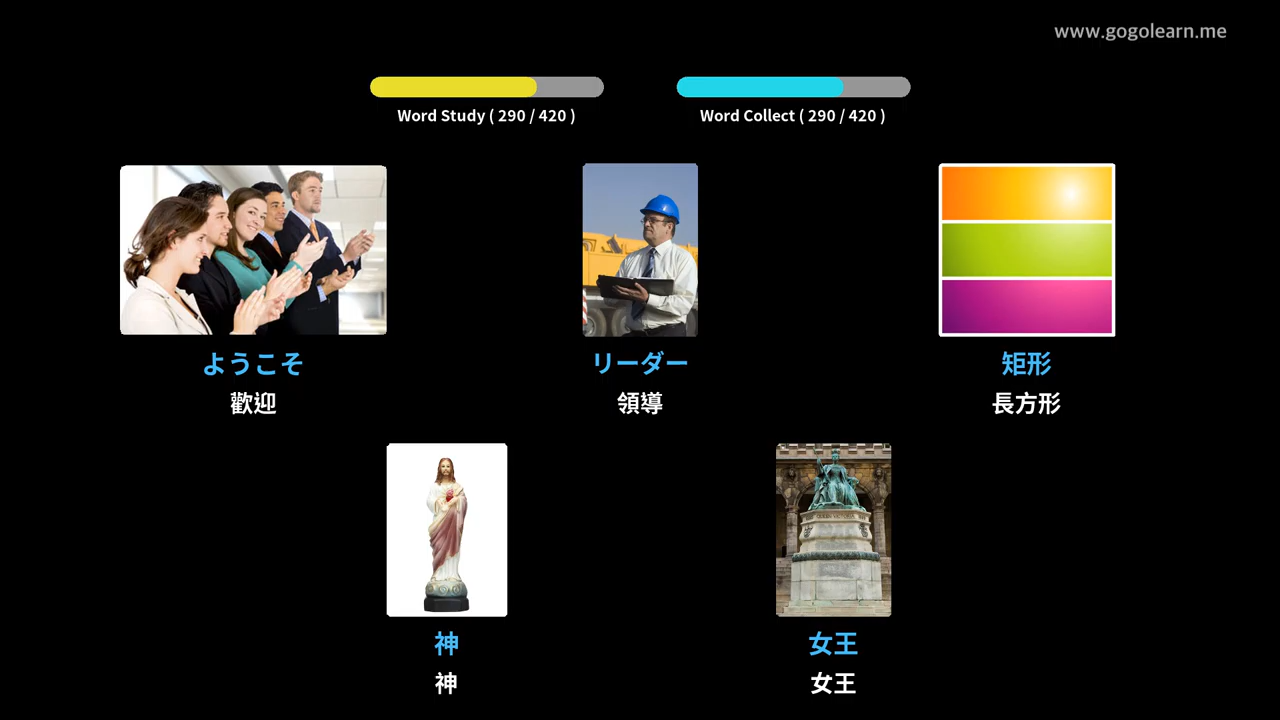 www.gogolearn.me
Word Study ( 290 / 420 )
Word Collect ( 290 / 420 )
ようこそ
歡迎
リーダー
領導
矩形
長方形
神
神
女王
女王